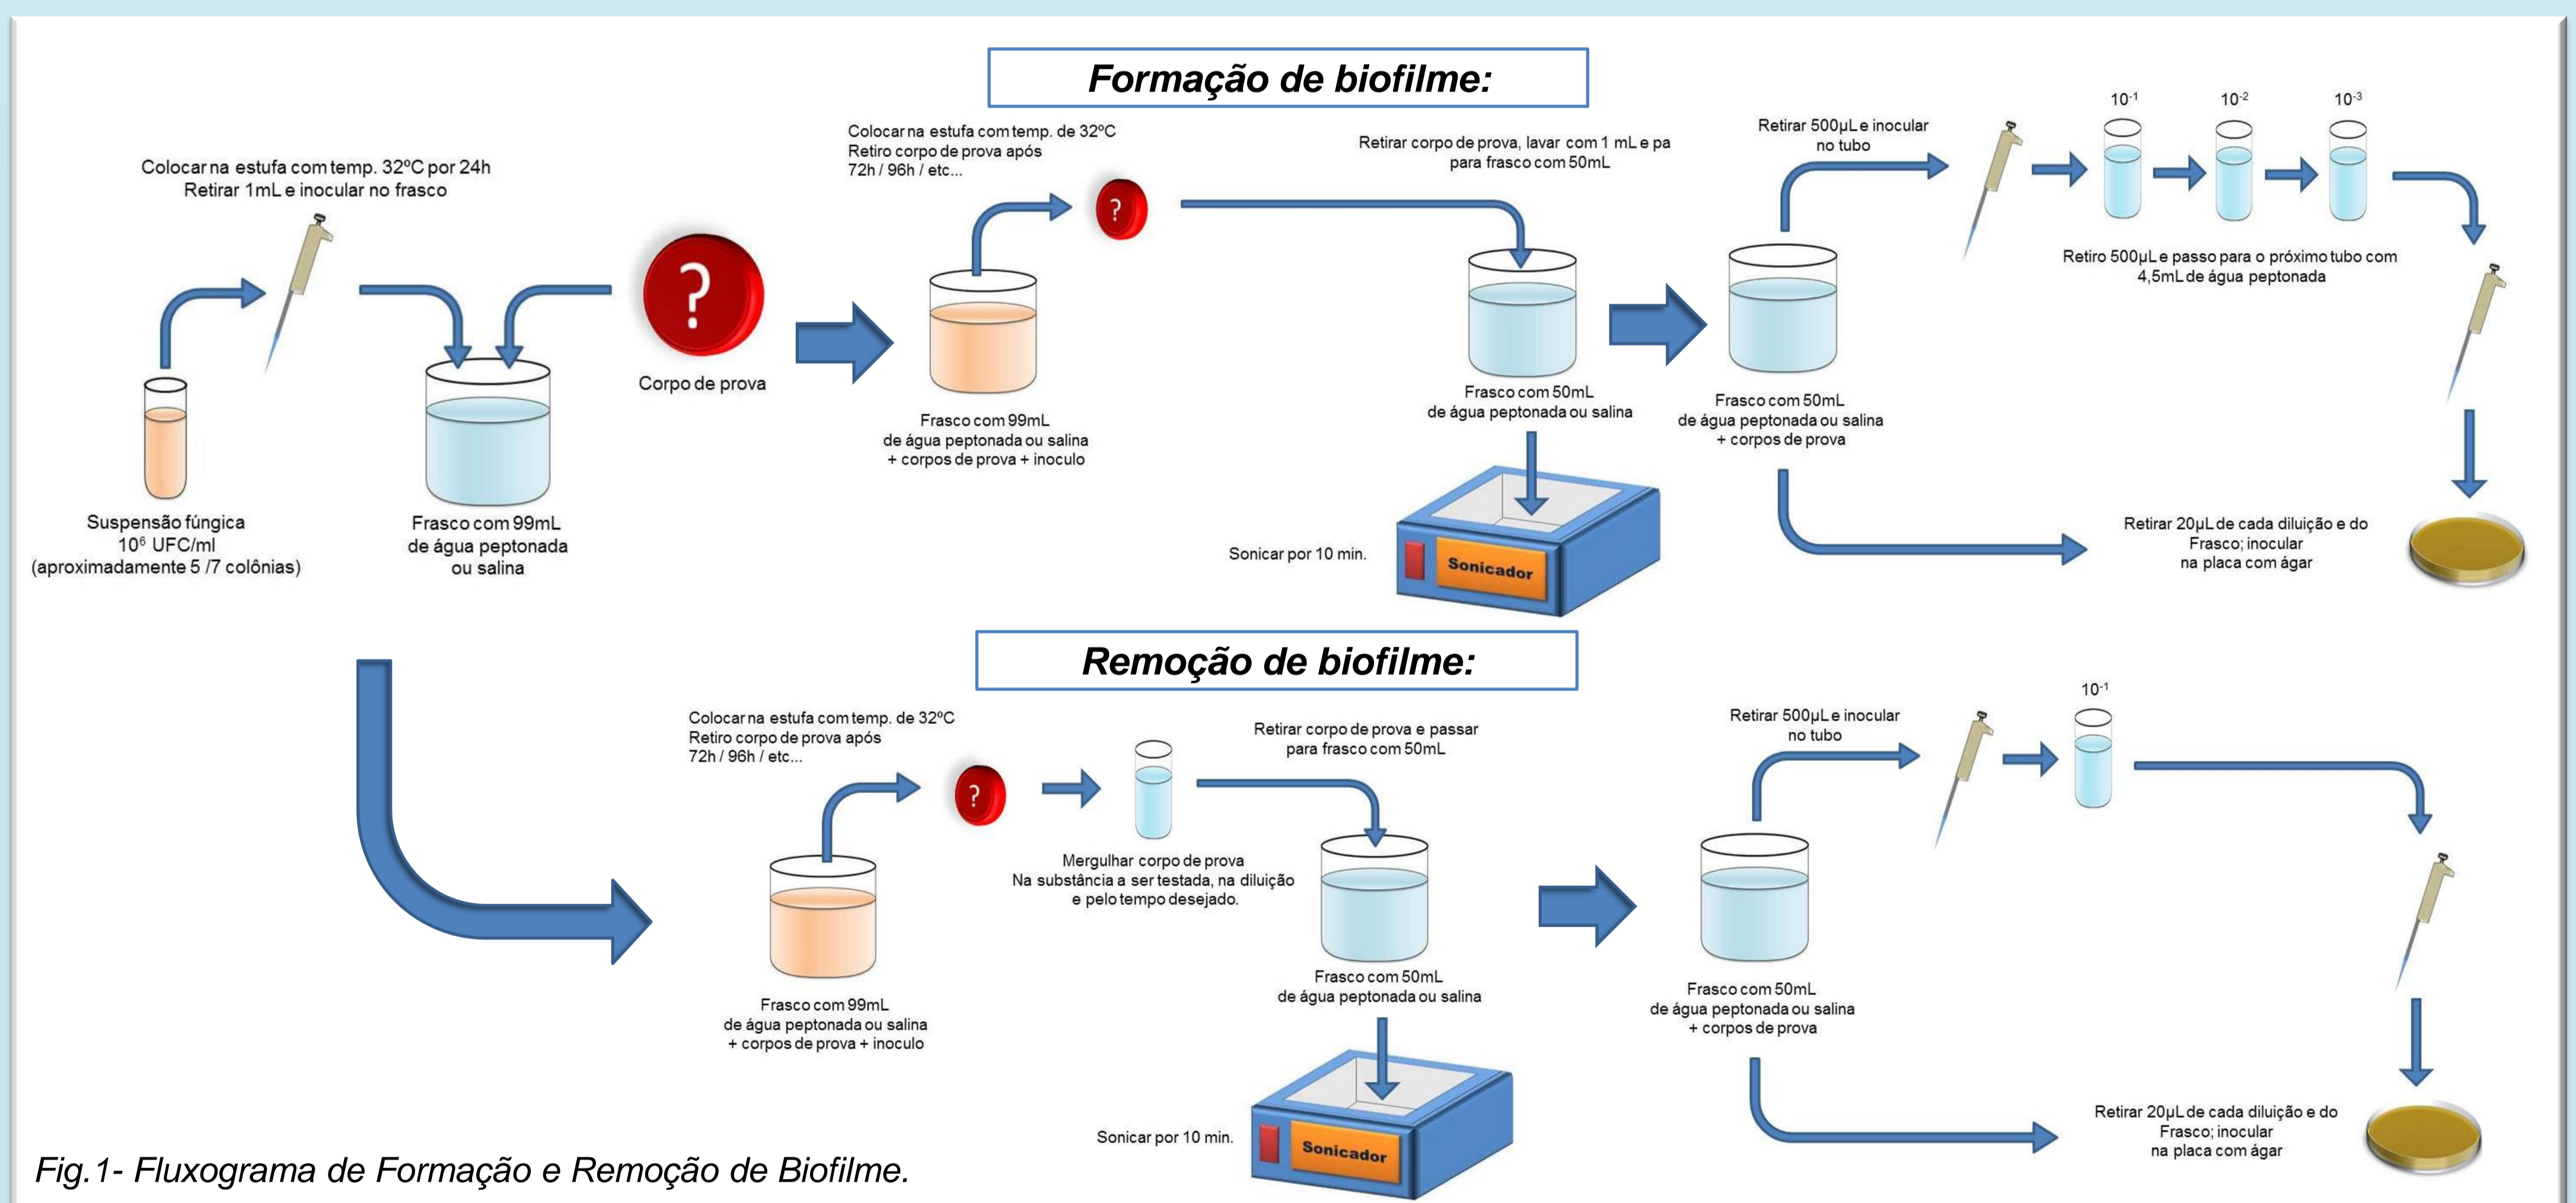 Formação de biofilme:
Colocar na estufa com temp. 32ºC por 24h
Retirar 1mL e inocular no frasco
Suspensão fúngica
10⁶ UFC/ml
(aproximadamente 5 /7 colônias)
Frasco com 99mL
de água peptonada
ou salina
?
Corpo de prova
Colocar na estufa com temp. de 32ºC
Retiro corpo de prova após
72h / 96h / etc...
?
Frasco com 99mL
de água peptonada ou salina
+ corpos de prova + inoculo
Retirar corpo de prova, lavar com 1 mL e pa
para frasco com 50mL
Frasco com 50mL
de água peptonada ou salina
Sonicar por 10 min.
Sonicador
Frasco com 50mL
de água peptonada ou salina
+ corpos de prova
Retirar 500µL e inocular
no tubo
10⁻¹
10⁻²
10⁻³
Retiro 500µL e passo para o próximo tubo com
4,5mL de água peptonada
Retirar 20µL de cada diluição e do
Frasco; inocular
na placa com ágar
Remoção de biofilme:
Colocar na estufa com temp. de 32ºC
Retiro corpo de prova após
72h / 96h / etc...
?
Frasco com 99mL
de água peptonada ou salina
+ corpos de prova + inoculo
Mergulhar corpo de prova
Na substância a ser testada, na diluição
e pelo tempo desejado.
Retirar corpo de prova e passar
para frasco com 50mL
Frasco com 50mL
de água peptonada ou salina
Sonicar por 10 min.
Sonicador
Frasco com 50mL
de água peptonada ou salina
+ corpos de prova
Retirar 500µL e inocular
no tubo
10⁻¹
Retirar 20µL de cada diluição e do
Frasco; inocular
na placa com ágar
Fig.1- Fluxograma de Formação e Remoção de Biofilme.